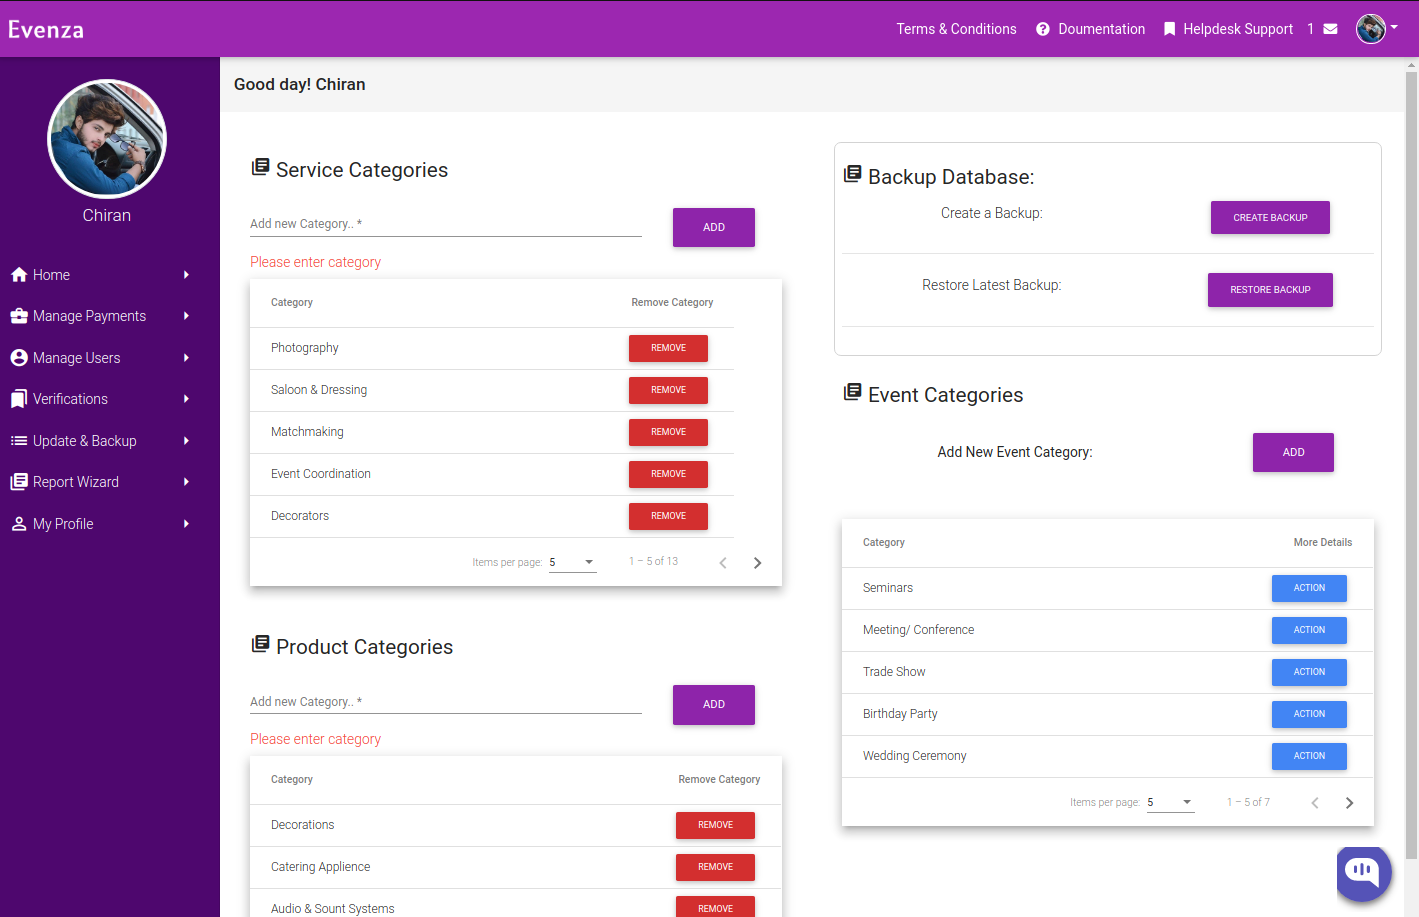 Evenza
Terms & Conditions
Doumentation
Helpdesk Support
1
Chiran
Home
Manage Payments
Manage Users
Verifications
Update & Backup
Report Wizard
My Profile
Good day! Chiran
Service Categories
Add new Category.. *
ADD
Please enter category
Category Remove Category
Photography REMOVE
Saloon & Dressing REMOVE
Matchmaking REMOVE
Event Coordination REMOVE
Decorators REMOVE
Items per page: 5 1 – 5 of 13
Product Categories
Add new Category.. *
ADD
Please enter category
Category Remove Category
Decorations REMOVE
Catering Applience REMOVE
Audio & Sount Systems REMOVE
Backup Database:
Create a Backup: CREATE BACKUP
Restore Latest Backup: RESTORE BACKUP
Event Categories
Add New Event Category: ADD
Category More Details
Seminars ACTION
Meeting/ Conference ACTION
Trade Show ACTION
Birthday Party ACTION
Wedding Ceremony ACTION
Items per page: 5 1 – 5 of 7